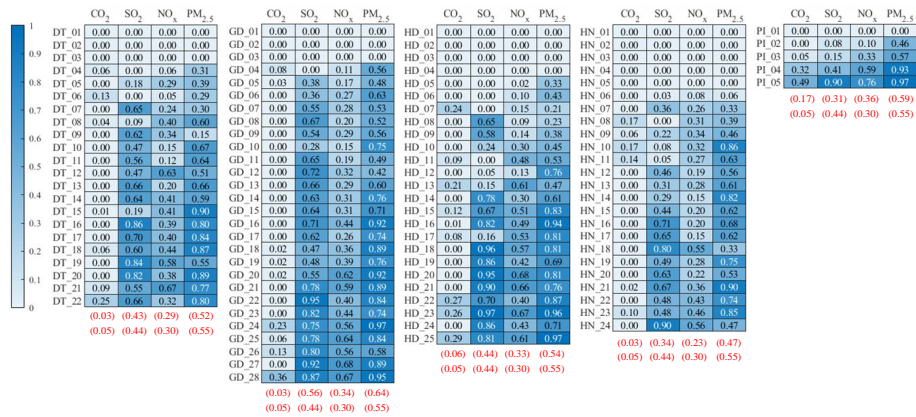 1
0.9
0.8
0.7
0.6
0.5
0.4
0.3
0.2
0.1
0
CO2 SO2 NOx PM2.5
DT_01 0.00 0.00 0.00 0.00
DT_02 0.00 0.00 0.00 0.00
DT_03 0.00 0.00 0.00 0.00
DT_04 0.06 0.00 0.06 0.31
DT_05 0.00 0.18 0.29 0.39
DT_06 0.13 0.00 0.05 0.29
DT_07 0.00 0.65 0.24 0.30
DT_08 0.04 0.09 0.40 0.60
DT_09 0.00 0.62 0.34 0.15
DT_10 0.00 0.47 0.15 0.67
DT_11 0.00 0.56 0.12 0.64
DT_12 0.00 0.47 0.63 0.51
DT_13 0.00 0.66 0.20 0.66
DT_14 0.00 0.64 0.41 0.59
DT_15 0.01 0.19 0.41 0.90
DT_16 0.00 0.86 0.39 0.80
DT_17 0.00 0.70 0.40 0.84
DT_18 0.06 0.60 0.44 0.87
DT_19 0.00 0.84 0.58 0.55
DT_20 0.00 0.82 0.38 0.89
DT_21 0.09 0.55 0.67 0.77
DT_22 0.25 0.66 0.32 0.80
(0.03) (0.43) (0.29) (0.52)
(0.05) (0.44) (0.30) (0.55)
CO2 SO2 NOx PM2.5
GD_01 0.00 0.00 0.00 0.00
GD_02 0.00 0.00 0.00 0.00
GD_03 0.00 0.00 0.00 0.00
GD_04 0.08 0.00 0.11 0.56
GD_05 0.03 0.38 0.17 0.48
GD_06 0.00 0.36 0.27 0.63
GD_07 0.00 0.55 0.28 0.53
GD_08 0.00 0.67 0.20 0.52
GD_09 0.00 0.54 0.29 0.56
GD_10 0.00 0.28 0.15 0.75
GD_11 0.00 0.65 0.19 0.49
GD_12 0.00 0.72 0.32 0.42
GD_13 0.00 0.66 0.29 0.60
GD_14 0.00 0.63 0.31 0.76
GD_15 0.00 0.64 0.31 0.71
GD_16 0.00 0.71 0.44 0.92
GD_17 0.00 0.62 0.26 0.74
GD_18 0.02 0.47 0.36 0.89
GD_19 0.02 0.48 0.39 0.76
GD_20 0.02 0.55 0.62 0.92
GD_21 0.00 0.78 0.59 0.89
GD_22 0.00 0.95 0.40 0.84
GD_23 0.00 0.82 0.44 0.74
GD_24 0.23 0.75 0.56 0.97
GD_25 0.06 0.78 0.64 0.84
GD_26 0.13 0.80 0.56 0.58
GD_27 0.00 0.92 0.68 0.89
GD_28 0.36 0.87 0.67 0.95
(0.03) (0.56) (0.34) (0.64)
(0.05) (0.44) (0.30) (0.55)
CO2 SO2 NOx PM2.5
HD_01 0.00 0.00 0.00 0.00
HD_02 0.00 0.00 0.00 0.00
HD_03 0.00 0.00 0.00 0.00
HD_04 0.00 0.00 0.00 0.00
HD_05 0.00 0.00 0.02 0.33
HD_06 0.00 0.00 0.10 0.43
HD_07 0.24 0.00 0.15 0.21
HD_08 0.00 0.65 0.09 0.23
HD_09 0.00 0.58 0.14 0.38
HD_10 0.00 0.24 0.30 0.45
HD_11 0.09 0.00 0.48 0.53
HD_12 0.00 0.05 0.13 0.76
HD_13 0.21 0.15 0.61 0.47
HD_14 0.00 0.78 0.30 0.61
HD_15 0.12 0.67 0.51 0.83
HD_16 0.01 0.82 0.49 0.94
HD_17 0.08 0.16 0.53 0.81
HD_18 0.00 0.96 0.57 0.81
HD_19 0.00 0.86 0.42 0.69
HD_20 0.00 0.95 0.68 0.81
HD_21 0.00 0.90 0.66 0.76
HD_22 0.27 0.70 0.40 0.87
HD_23 0.26 0.97 0.67 0.96
HD_24 0.00 0.86 0.43 0.71
HD_25 0.29 0.81 0.61 0.97
(0.06) (0.44) (0.33) (0.54)
(0.05) (0.44) (0.30) (0.55)
CO2 SO2 NOx PM2.5
HN_01 0.00 0.00 0.00 0.00
HN_02 0.00 0.00 0.00 0.00
HN_03 0.00 0.00 0.00 0.00
HN_04 0.00 0.00 0.00 0.00
HN_05 0.00 0.00 0.00 0.00
HN_06 0.00 0.03 0.08 0.06
HN_07 0.00 0.36 0.26 0.33
HN_08 0.17 0.00 0.31 0.39
HN_09 0.06 0.22 0.34 0.46
HN_10 0.17 0.08 0.32 0.86
HN_11 0.14 0.05 0.27 0.63
HN_12 0.00 0.46 0.19 0.56
HN_13 0.00 0.31 0.28 0.61
HN_14 0.00 0.29 0.15 0.82
HN_15 0.00 0.44 0.20 0.62
HN_16 0.00 0.71 0.20 0.68
HN_17 0.00 0.65 0.15 0.62
HN_18 0.00 0.80 0.55 0.33
HN_19 0.00 0.49 0.28 0.75
HN_20 0.00 0.63 0.22 0.53
HN_21 0.02 0.67 0.36 0.90
HN_22 0.00 0.48 0.43 0.74
HN_23 0.10 0.48 0.46 0.85
HN_24 0.00 0.90 0.56 0.47
(0.03) (0.34) (0.23) (0.47)
(0.05) (0.44) (0.30) (0.55)
CO2 SO2 NOx PM2.5
PI_01 0.00 0.00 0.00 0.00
PI_02 0.00 0.08 0.10 0.46
PI_03 0.05 0.15 0.33 0.57
PI_04 0.32 0.41 0.59 0.93
PI_05 0.49 0.90 0.76 0.97
(0.17) (0.31) (0.36) (0.59)
(0.05) (0.44) (0.30) (0.55)